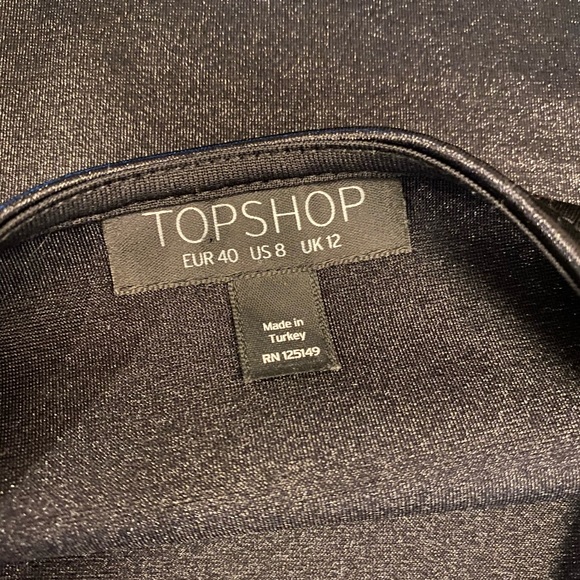 TOPSHOP
EUR 40 US 8 UK 12
Made in
Turkey
RN 125149